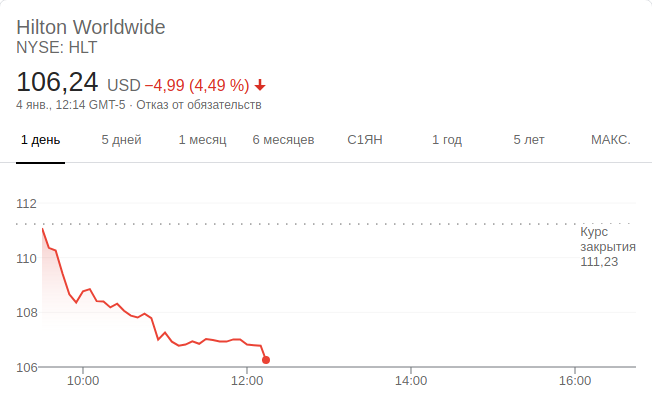 Hilton Worldwide
NYSE: HLT
106,24 USD −4,99 (4,49 %)
4 янв., 12:14 GMT-5 · Отказ от обязательств
1 день 5 дней 1 месяц 6 месяцев С1ЯН 1 год 5 лет МАКС.
112
Курс
закрытия
111,23
110
108
106
10:00 12:00 14:00 16:00